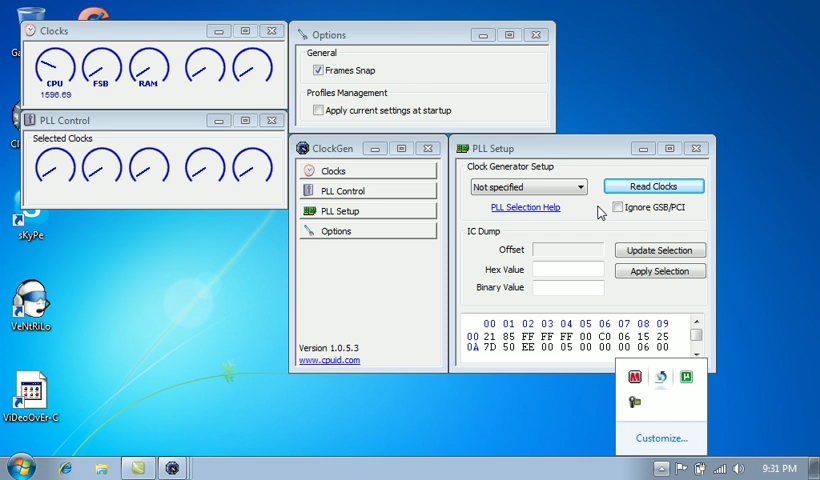 Clocks
CPU
FSB
RAM
1596.69
PLL Control
Selected Clocks
Options
General
Frames Snap
Profiles Management
Apply current settings at startup
ClockGen
Clocks
PLL Control
PLL Setup
Options
Version 1.0.5.3
www.cpuid.com
PLL Setup
Clock Generator Setup
Not specified
Read Clocks
PLL Selection Help
Ignore GSB/PCI
IC Dump
Offset
Update Selection
Hex Value
Apply Selection
Binary Value
00 01 02 03 04 05 06 07 08 09
00 21 85 FF FF FF 00 C0 06 15 25
0A 7D 50 EE 00 05 00 00 00 06 00
sKyPe
VeNtRiLo
ViDeoOvEr-C
Customize...
9:31 PM